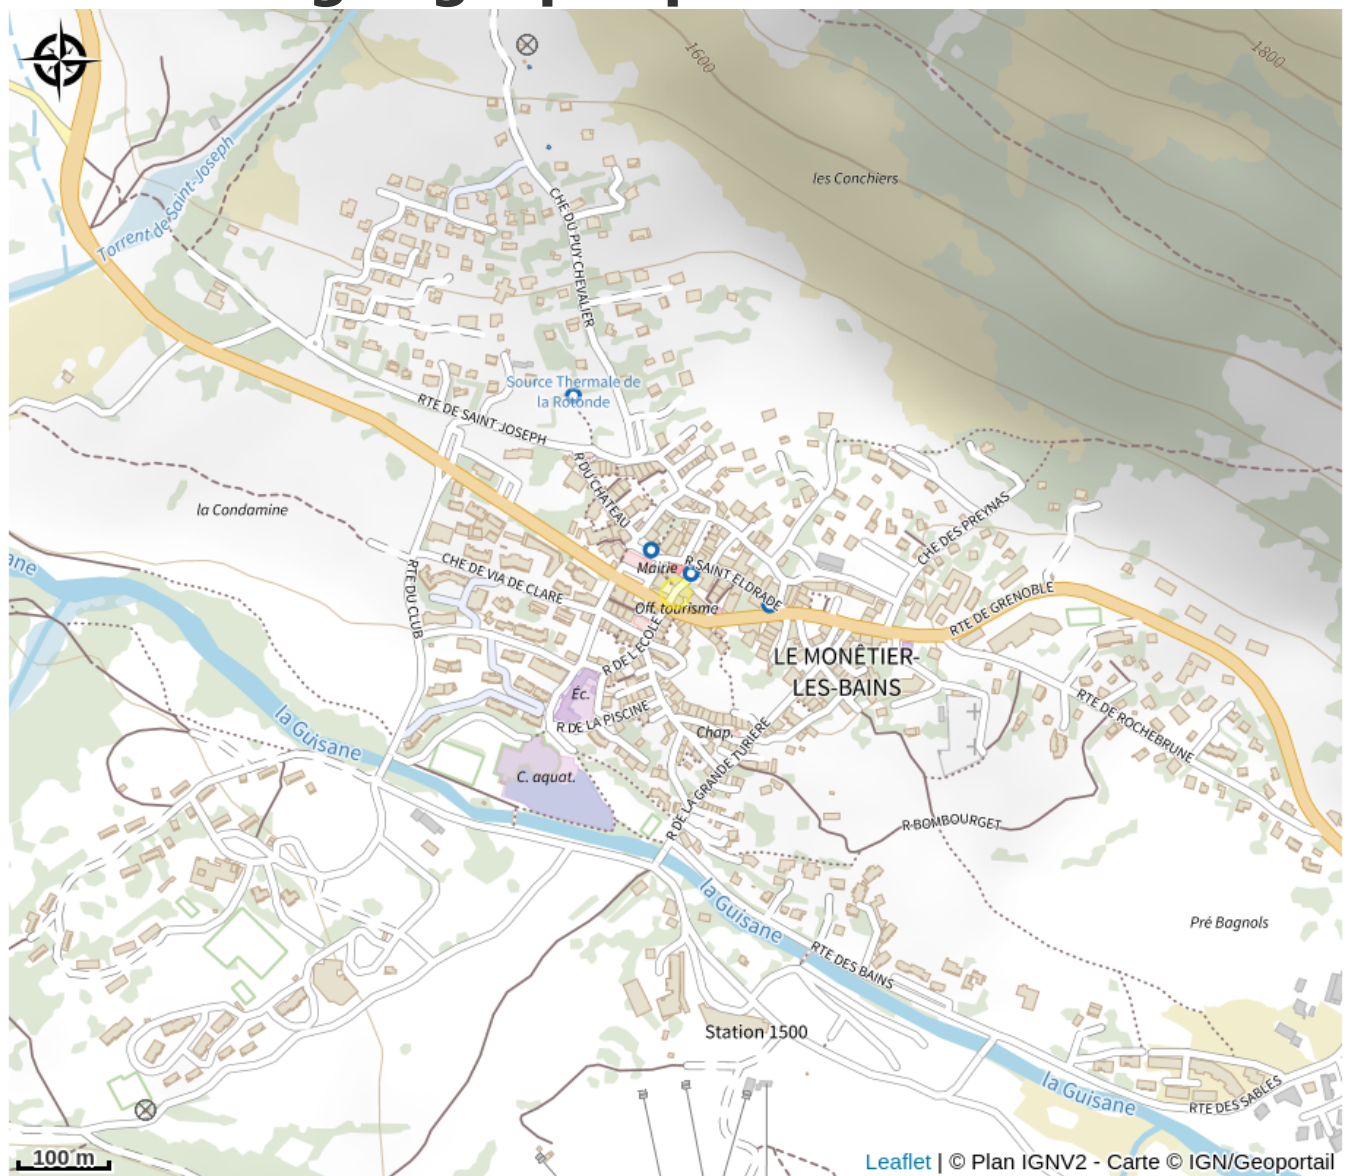 1600
1800
les Conchiers
Torrent de Saint-Joseph
CHE DU PUY CHEVALIER
Source Thermale de
la Rotonde
RTE DE SAINT-JOSEPH
R DU CHATEAU
la Condamine
CHE DES PREYNAS
CHE DE VIA DE CLARE
RTE DU CLUB
Mairie
R SAINT ELDRADE
Off. tourisme
RTE DE GRENOBLE
R DE L'ECOLE
LE MONÊTIER-
LES-BAINS
Éc.
R DE LA PISCINE
Chap.
RTE DE ROCHEBRUNE
la Guisane
C. aquat.
R DE LA GRANDE TURIERE
R BOMBOURGET
la Guisane
Pré Bagnols
RTE DES BAINS
Station 1500
la Guisane
RTE DES SABLES
100 m
Leaflet | © Plan IGNV2 - Carte © IGN/Geoportail